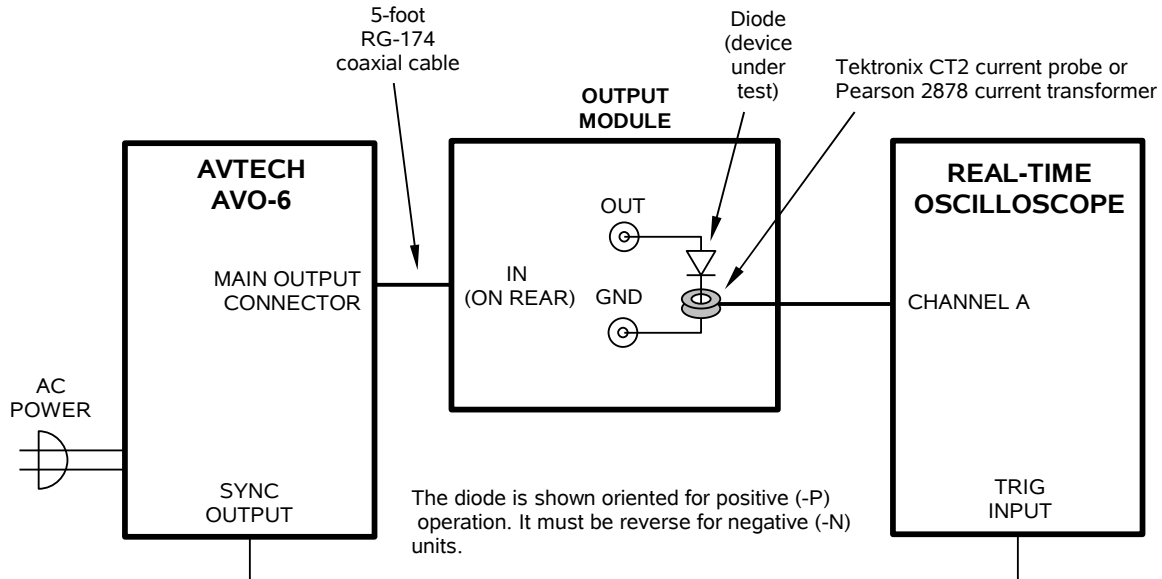 5-foot
RG-174
coaxial cable
Diode
(device
under
test)
Tektronix CT2 current probe or
Pearson 2878 current transformer
OUTPUT
MODULE
AVTECH
AVO-6
REAL-TIME
OSCILLOSCOPE
OUT
MAIN OUTPUT
CONNECTOR
IN
(ON REAR)
GND
CHANNEL A
AC
POWER
SYNC
OUTPUT
The diode is shown oriented for positive (-P)
operation. It must be reverse for negative (-N)
units.
TRIG
INPUT